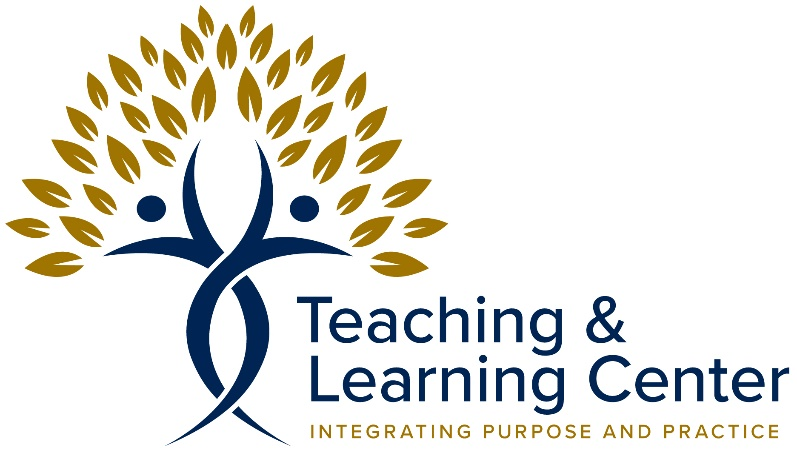 Teaching &
Learning Center
INTEGRATING PURPOSE AND PRACTICE